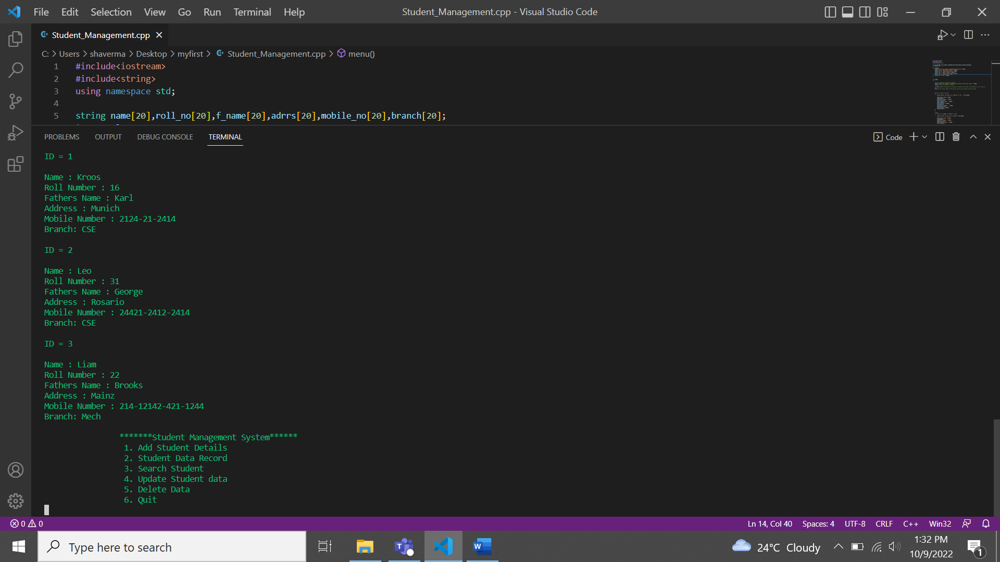 File Edit Selection View Go Run Terminal Help Student_Management.cpp - Visual Studio Code
Student_Management.cpp
C: > Users > shaverma > Desktop > myfirst > Student_Management.cpp > menu()
1 #include<iostream>
2 #include<string>
3 using namespace std;
4
5 string name[20],roll_no[20],f_name[20],adrrs[20],mobile_no[20],branch[20];
PROBLEMS OUTPUT DEBUG CONSOLE TERMINAL Code
ID = 1
Name : Kroos
Roll Number : 16
Fathers Name : Karl
Address : Munich
Mobile Number : 2124-21-2414
Branch: CSE
ID = 2
Name : Leo
Roll Number : 31
Fathers Name : George
Address : Rosario
Mobile Number : 24421-2412-2414
Branch: CSE
ID = 3
Name : Liam
Roll Number : 22
Fathers Name : Brooks
Address : Mainz
Mobile Number : 214-12142-421-1244
Branch: Mech
*******Student Management System******
1. Add Student Details
2. Student Data Record
3. Search Student
4. Update Student data
5. Delete Data
6. Quit
0 0 Ln 14, Col 40 Spaces: 4 UTF-8 CRLF C++ Win32
Type here to search
24°C Cloudy
1:32 PM
10/9/2022
1